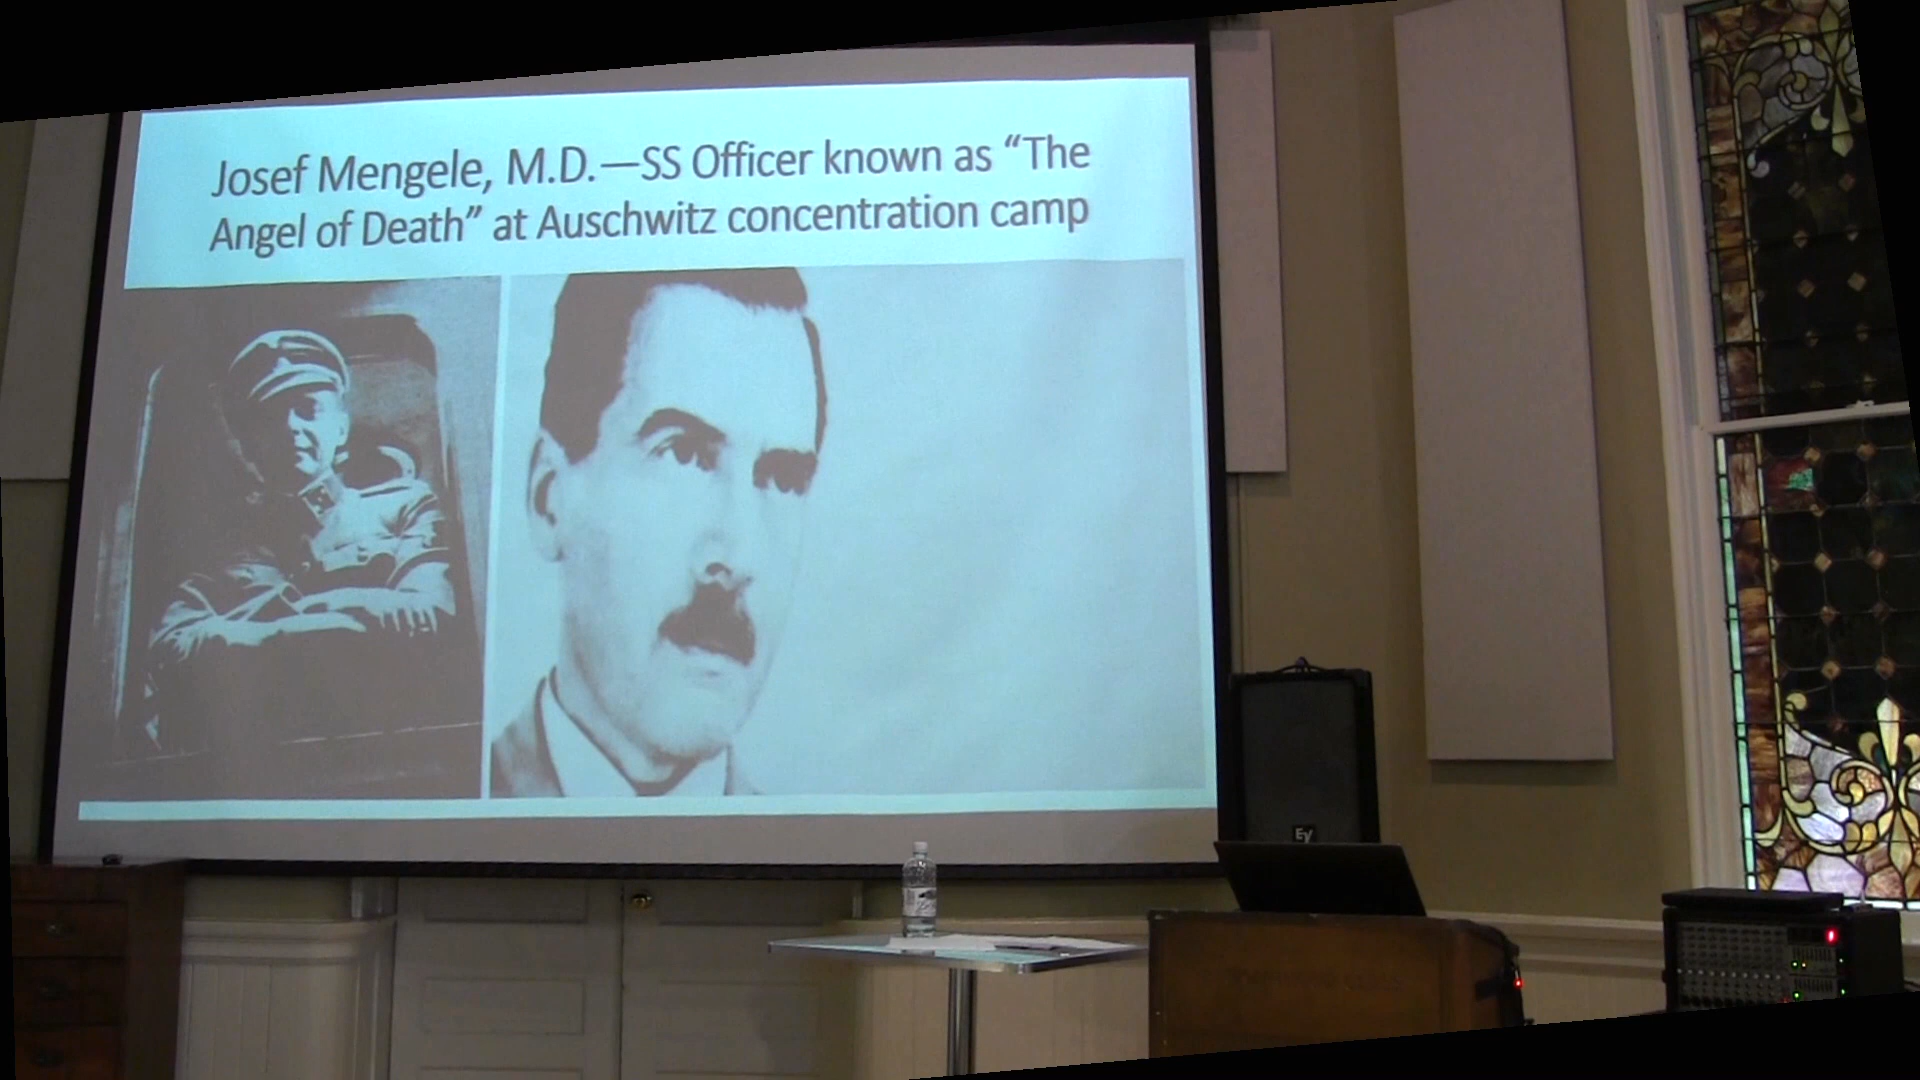 Josef Mengele, M.D.—SS Officer known as “The
Angel of Death” at Auschwitz concentration camp
EV